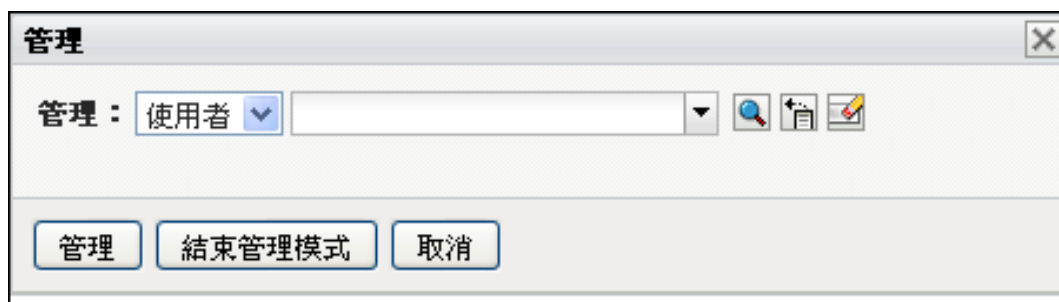 管理
管理：使用者
管理 結束管理模式 取消